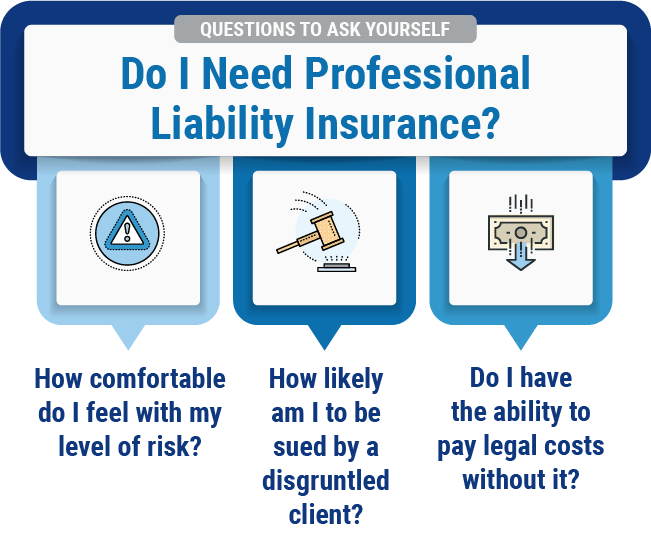 QUESTIONS TO ASK YOURSELF
Do I Need Professional
Liability Insurance?
How comfortable
do I feel with my
level of risk?
How likely
am I to be
sued by a
disgruntled
client?
Do I have
the ability to
pay legal costs
without it?